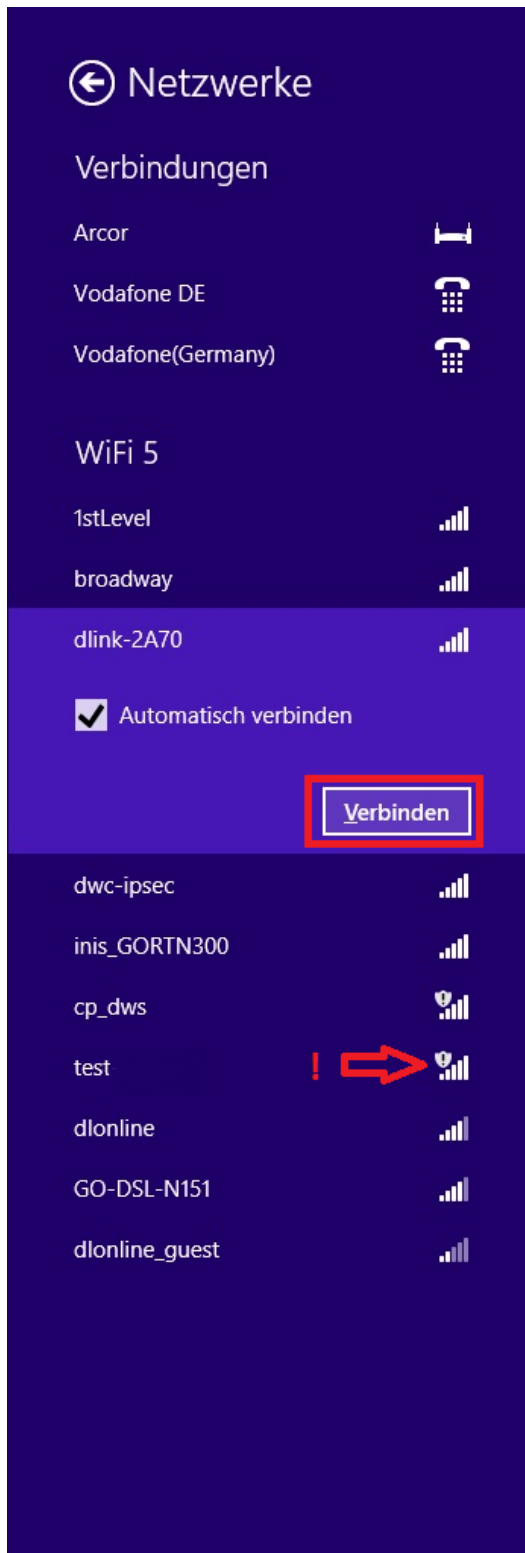 Netzwerke
Verbindungen
Arcor
Vodafone DE
Vodafone(Germany)
WiFi 5
1stLevel
broadway
dlink-2A70
Automatisch verbinden
Verbinden
dwc-ipsec
inis_GORTN300
cp_dws
test !
dlonline
GO-DSL-N151
dlonline_guest